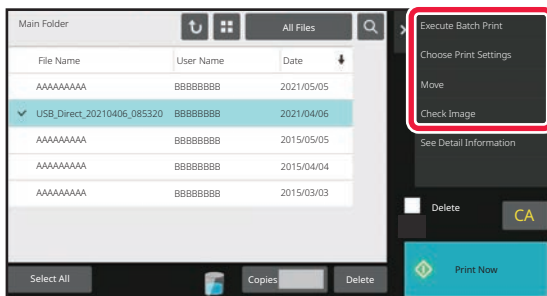 Main Folder
All Files
File Name User Name Date
AAAAAAAAA BBBBBBBB 2021/05/05
USB_Direct_20210406_085320 BBBBBBBB 2021/04/06
AAAAAAAAA BBBBBBBB 2015/05/05
AAAAAAAAA BBBBBBBB 2015/04/04
AAAAAAAAA BBBBBBBB 2015/03/03
Select All
Copies
Delete
Execute Batch Print
Choose Print Settings
Move
Check Image
See Detail Information
Delete
CA
Print Now